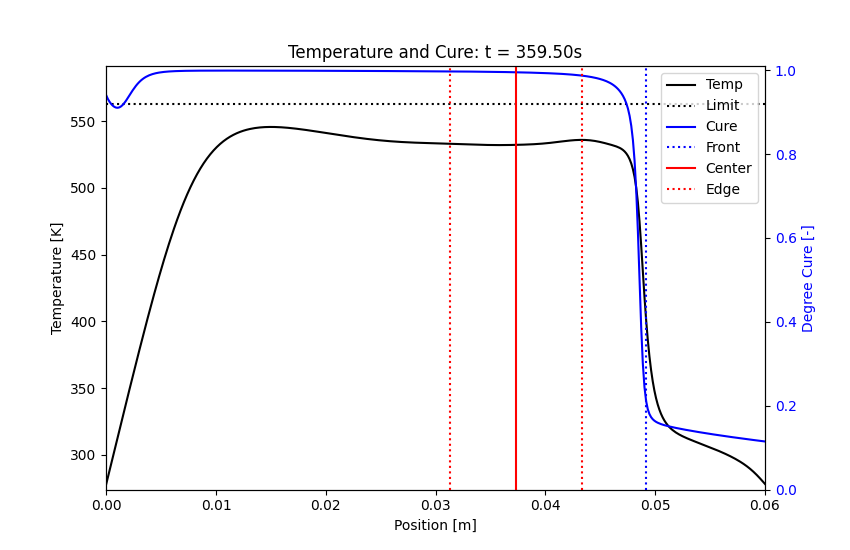 Temperature and Cure: t = 359.50s
Temperature [K]
550
500
450
400
350
300
Temp
Limit
Cure
Front
Center
Edge
1.0
0.8
0.6
0.4
0.2
0.0
Degree Cure [-]
0.00 0.01 0.02 0.03 0.04 0.05 0.06
Position [m]